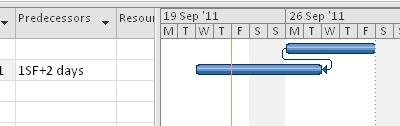 Predecessors Resour 19 Sep '11 26 Sep '11
M T W T F S S M T W T F S
1 1SF+2 days